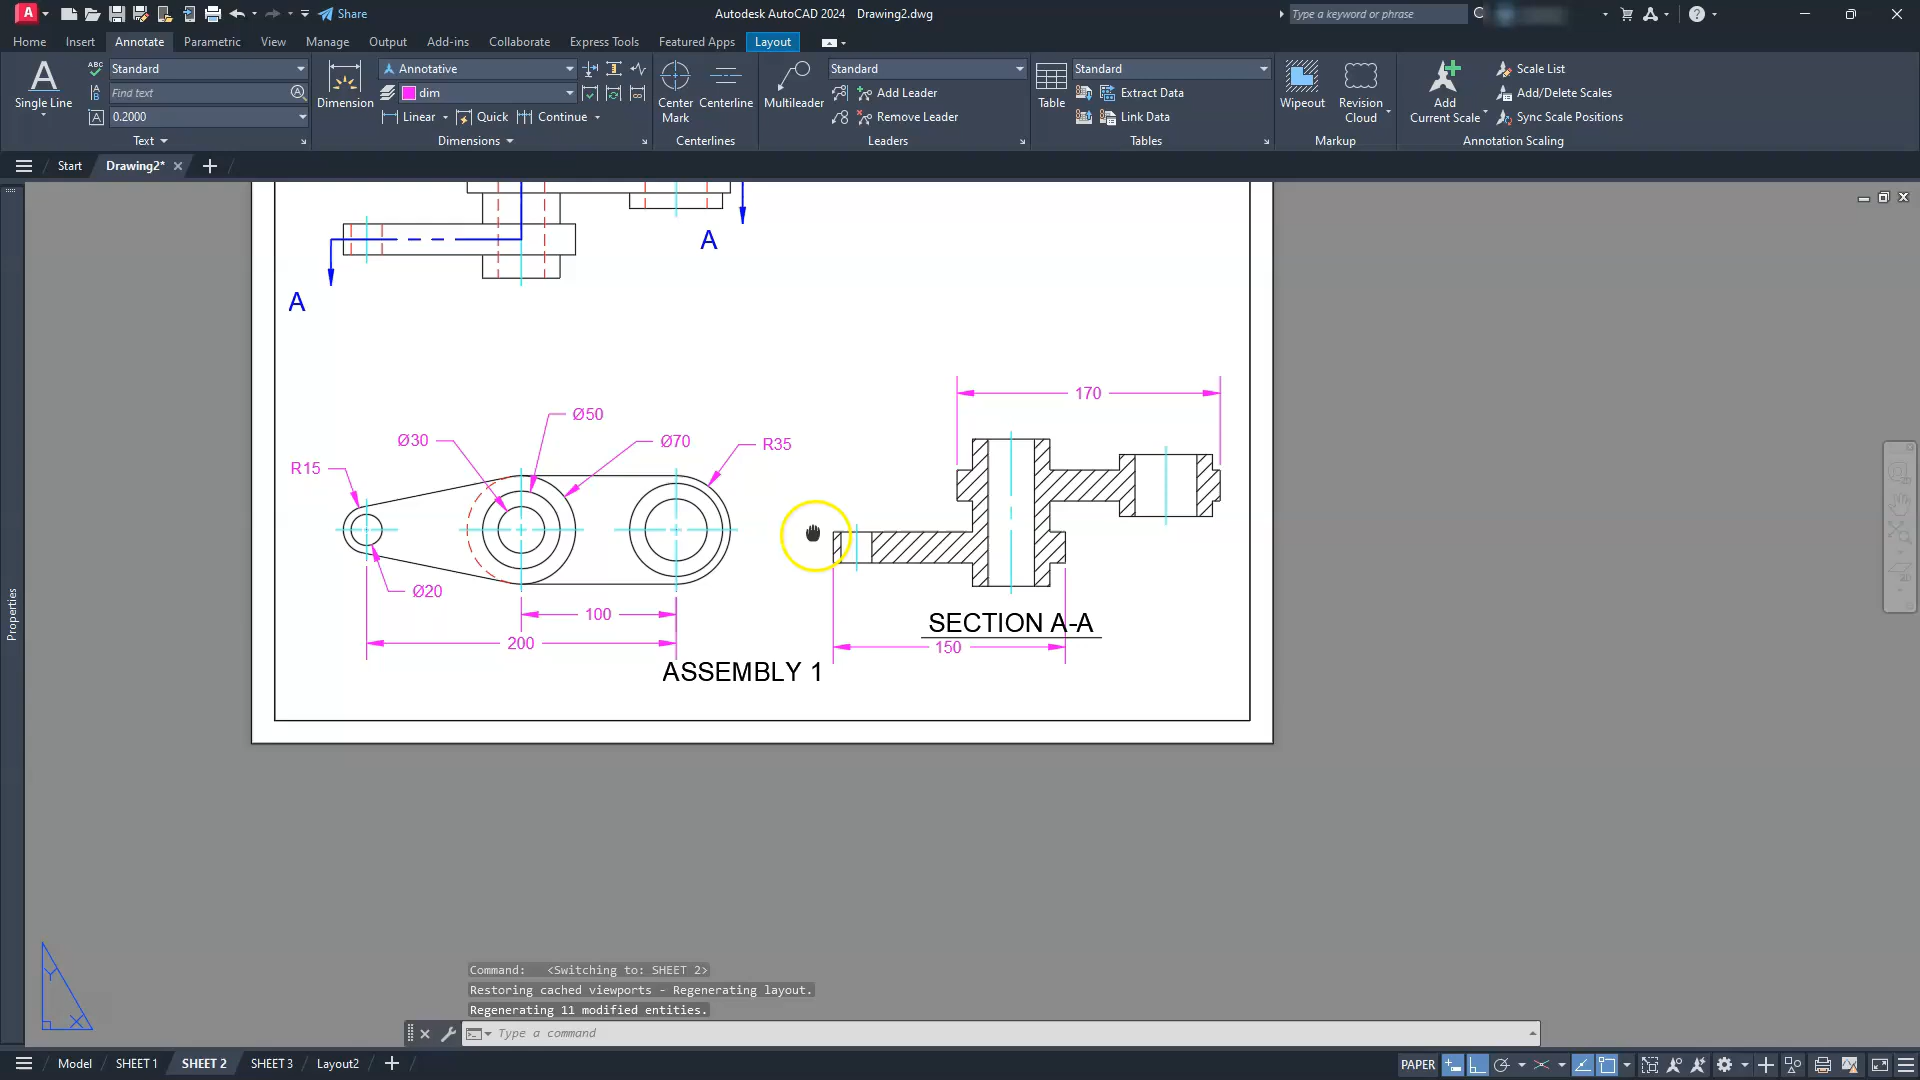 Share
Autodesk AutoCAD 2024 Drawing2.dwg
Type a keyword or phrase
Home Insert Annotate Parametric View Manage Output Add-ins Collaborate Express Tools Featured Apps Layout
Single Line
ABC Standard
Find text
0.2000
Text
Dimension
Annotative
dim
Linear Quick Continue
Dimensions
Center Mark
Centerline
Centerlines
Multileader
Standard
Add Leader
Remove Leader
Leaders
Table
Standard
Extract Data
Link Data
Tables
Wipeout
Revision Cloud
Markup
Add Current Scale
Scale List
Add/Delete Scales
Sync Scale Positions
Annotation Scaling
Start Drawing2*
A
A
170
Ø50
Ø30
Ø70
R35
R15
Ø20
100
200
SECTION A-A
150
ASSEMBLY 1
Properties
Y
X
Command: <Switching to: SHEET 2>
Restoring cached viewports - Regenerating layout.
Regenerating 11 modified entities.
Type a command
Model SHEET 1 SHEET 2 SHEET 3 Layout2
PAPER